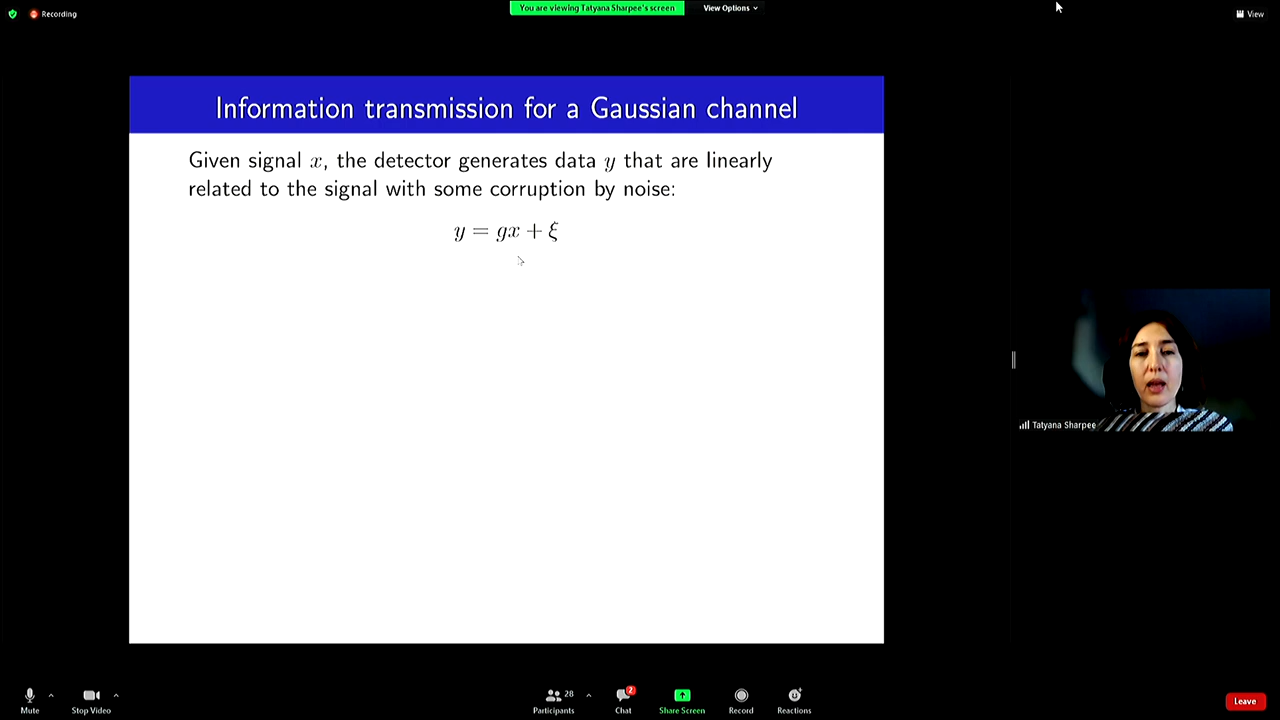 Recording
You are viewing Tatyana Sharpee's screen
View Options
View
Information transmission for a Gaussian channel
Given signal x, the detector generates data y that are linearly
related to the signal with some corruption by noise:
y = gx + ξ
Tatyana Sharpee
Mute
Stop Video
Participants
28
Chat
2
Share Screen
Record
Reactions
Leave